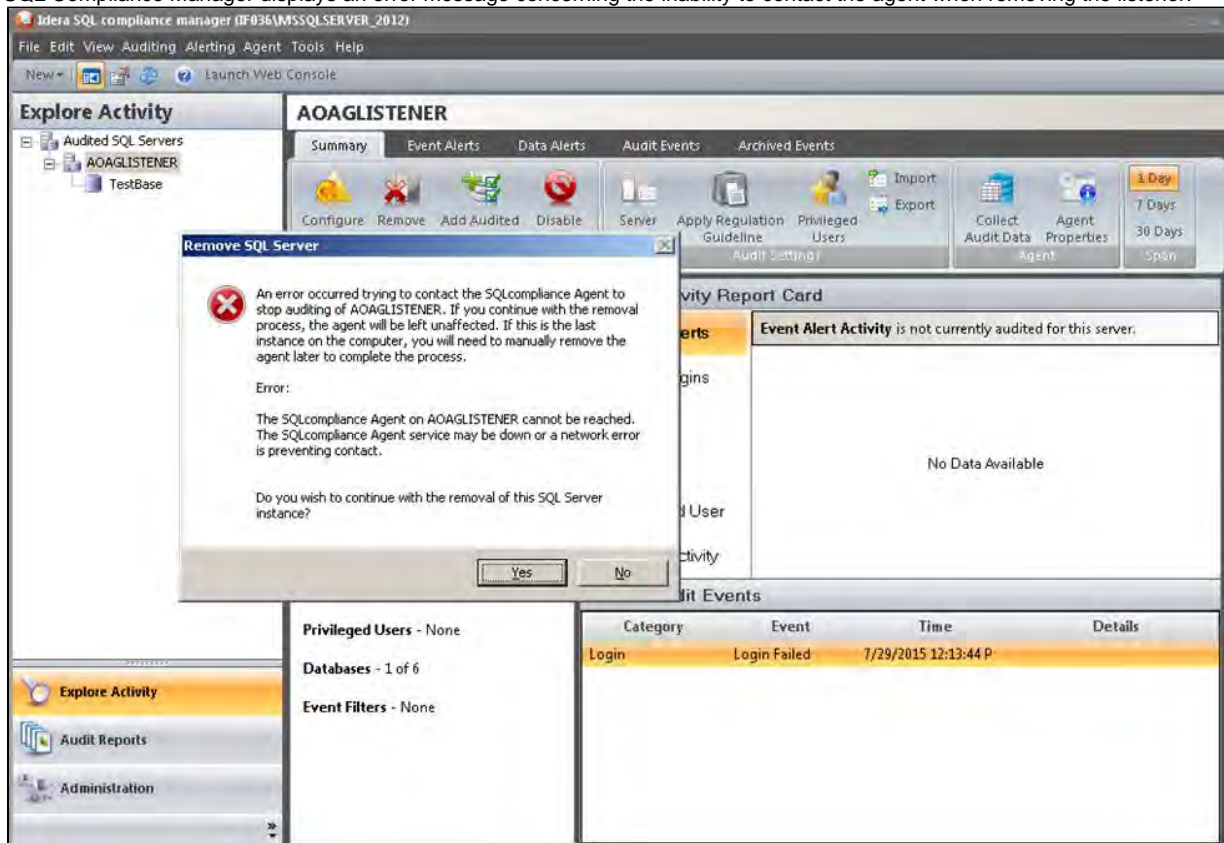 SQL Compliance Manager displays an error message concerning the inability to contact the agent when removing the listener.
Idera SQL compliance manager (IF036\MSSQLSERVER_2012)
File Edit View Auditing Alerting Agent Tools Help
New Launch Web Console
Explore Activity
Audited SQL Servers
AOAGLISTENER
TestBase
AOAGLISTENER
Summary Event Alerts Data Alerts Audit Events Archived Events
Configure Remove Add Audited Disable
Server Apply Regulation Guideline Privileged Users Import Export
Audit Settings
Collect Audit Data Agent Properties
Agent
1 Day
7 Days
30 Days
Span
Remove SQL Server
An error occurred trying to contact the SQLcompliance Agent to
stop auditing of AOAGLISTENER. If you continue with the removal
process, the agent will be left unaffected. If this is the last
instance on the computer, you will need to manually remove the
agent later to complete the process.
Error:
The SQLcompliance Agent on AOAGLISTENER cannot be reached.
The SQLcompliance Agent service may be down or a network error
is preventing contact.
Do you wish to continue with the removal of this SQL Server
instance?
Yes No
vity Report Card
erts
gins
d User
ctivity
Event Alert Activity is not currently audited for this server.
No Data Available
dit Events
Category Event Time Details
Login Login Failed 7/29/2015 12:13:44 P
Privileged Users - None
Databases - 1 of 6
Event Filters - None
Explore Activity
Audit Reports
Administration